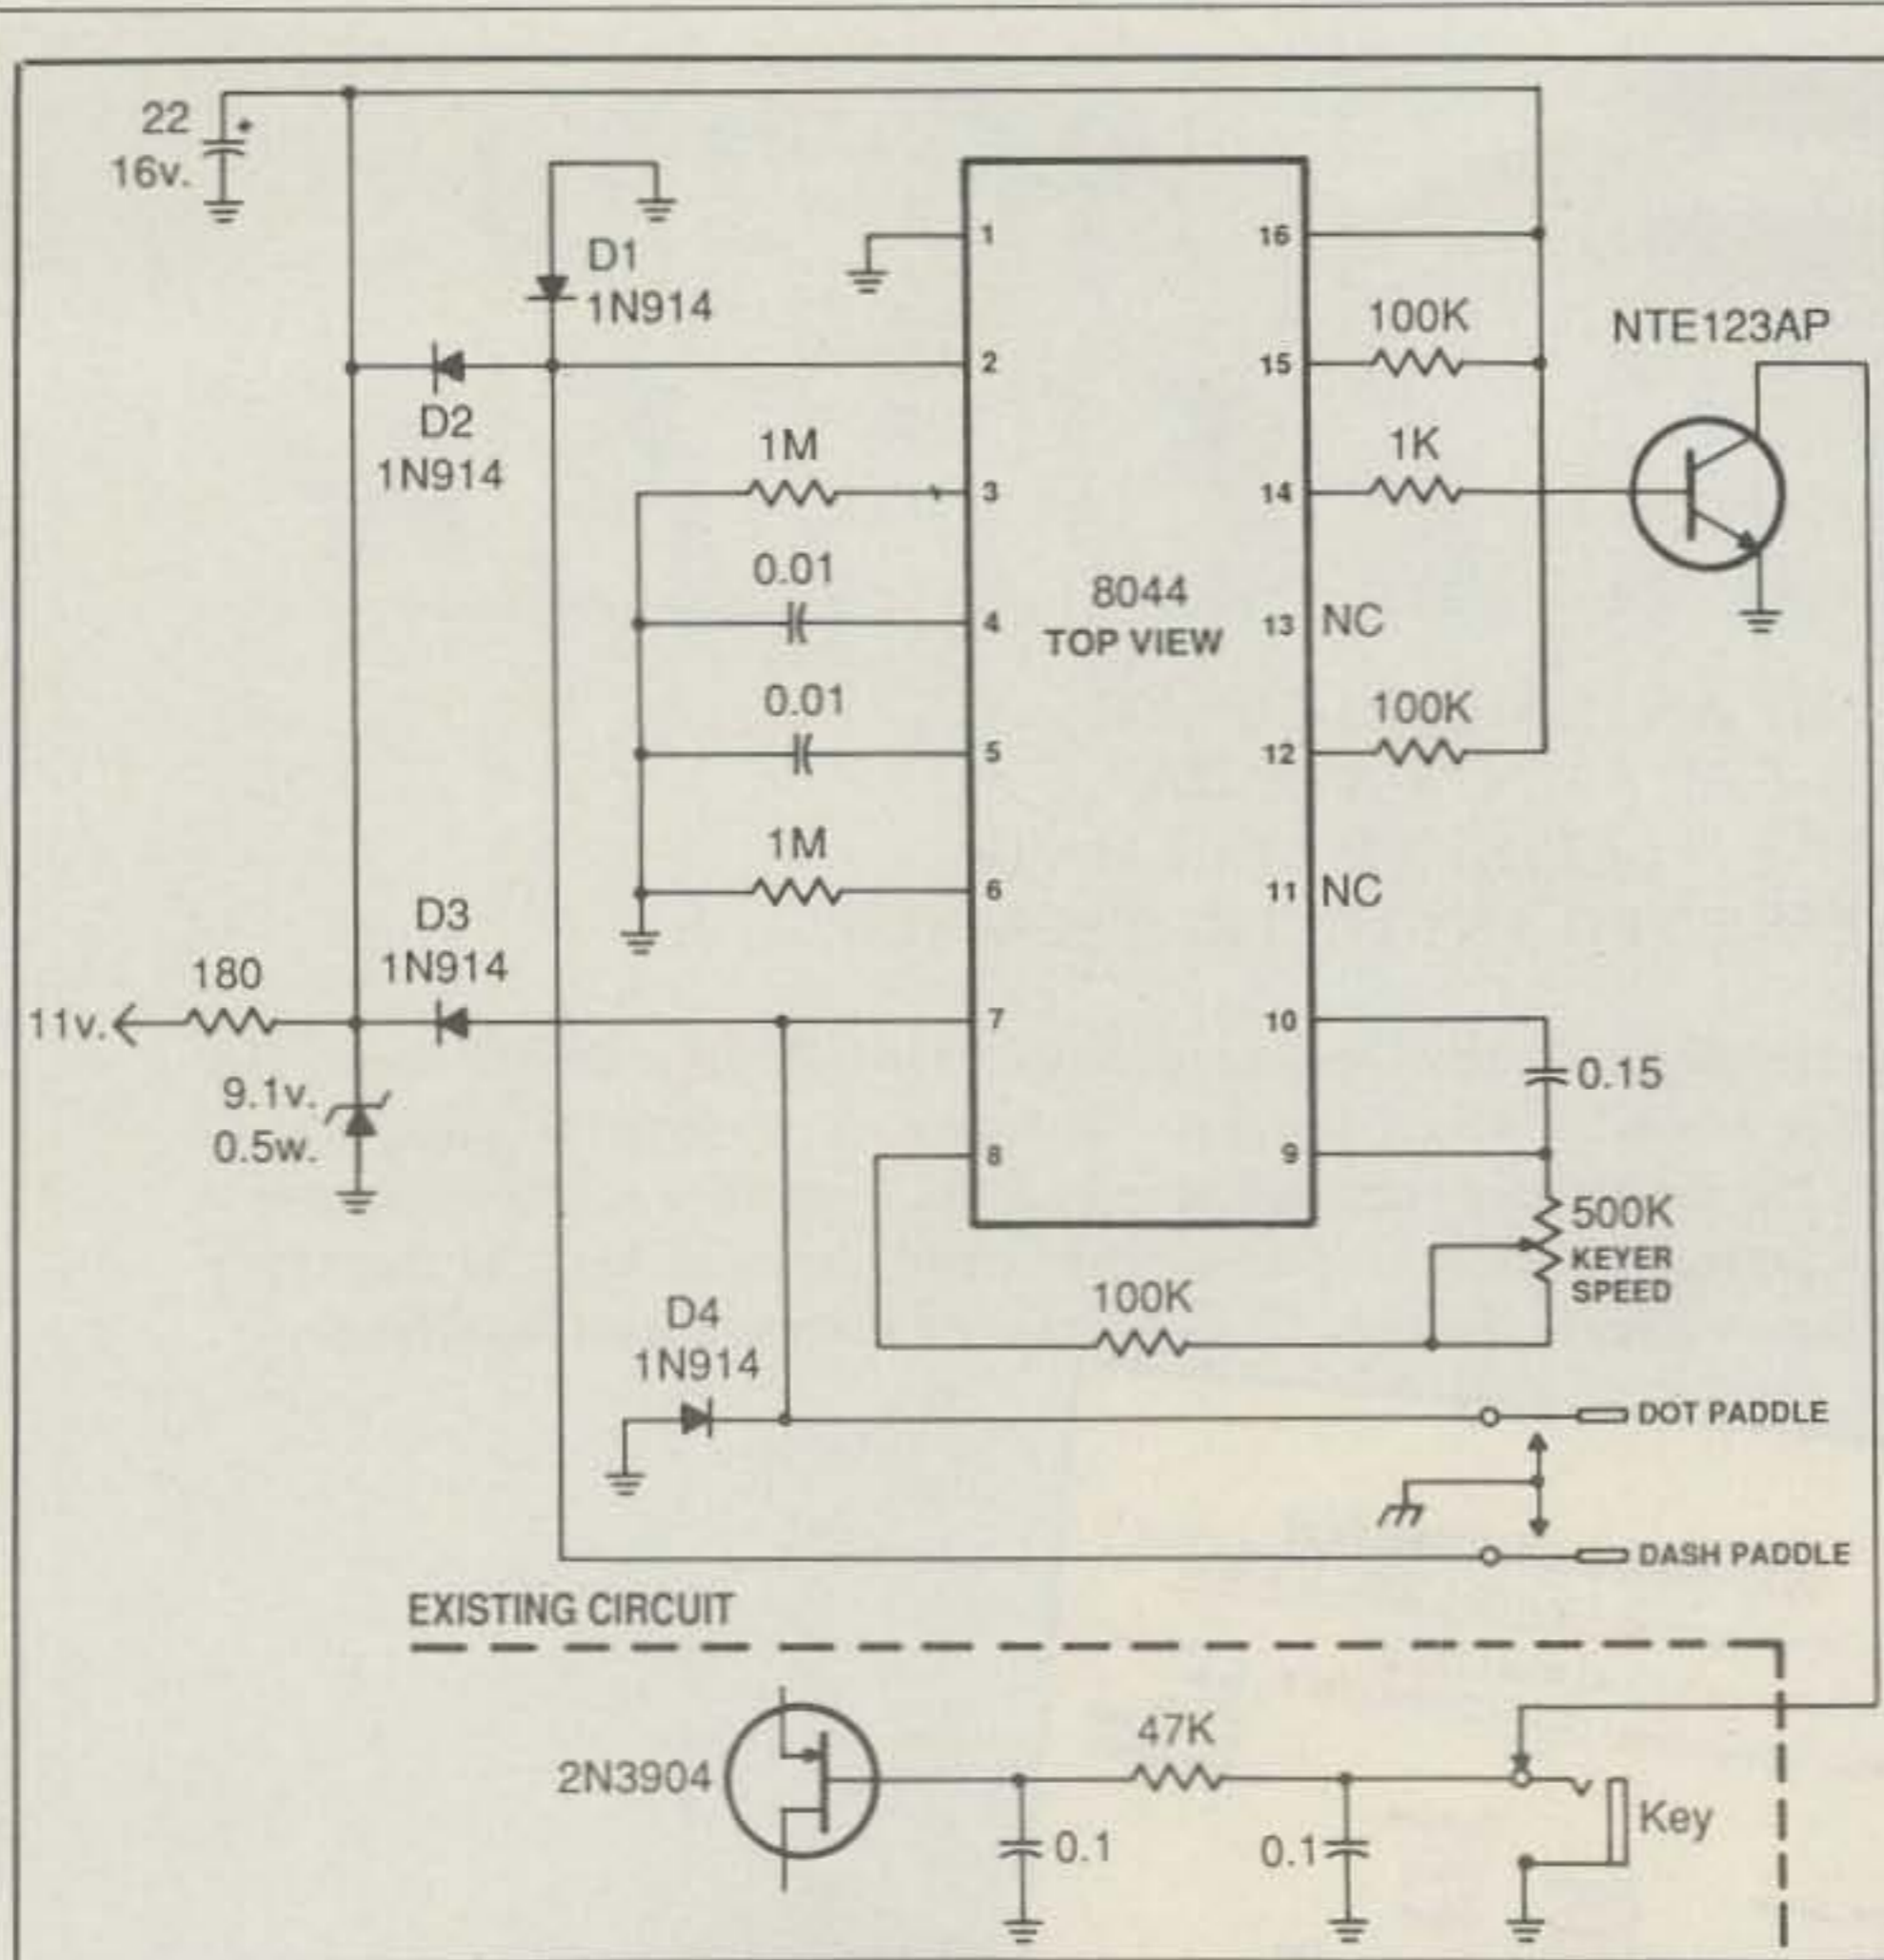 22
16v.
D1
1N914
D2
1N914
1
2
3
4
5
6
7
8
16
15
14
13
12
11
10
9
8044
TOP VIEW
1M
0.01
0.01
1M
100K
1K
NC
100K
NC
NTE123AP
D3
1N914
180
11v.
9.1v.
0.5w.
0.15
500K
KEYER
SPEED
100K
D4
1N914
DOT PADDLE
DASH PADDLE
EXISTING CIRCUIT
2N3904
47K
0.1
0.1
Key